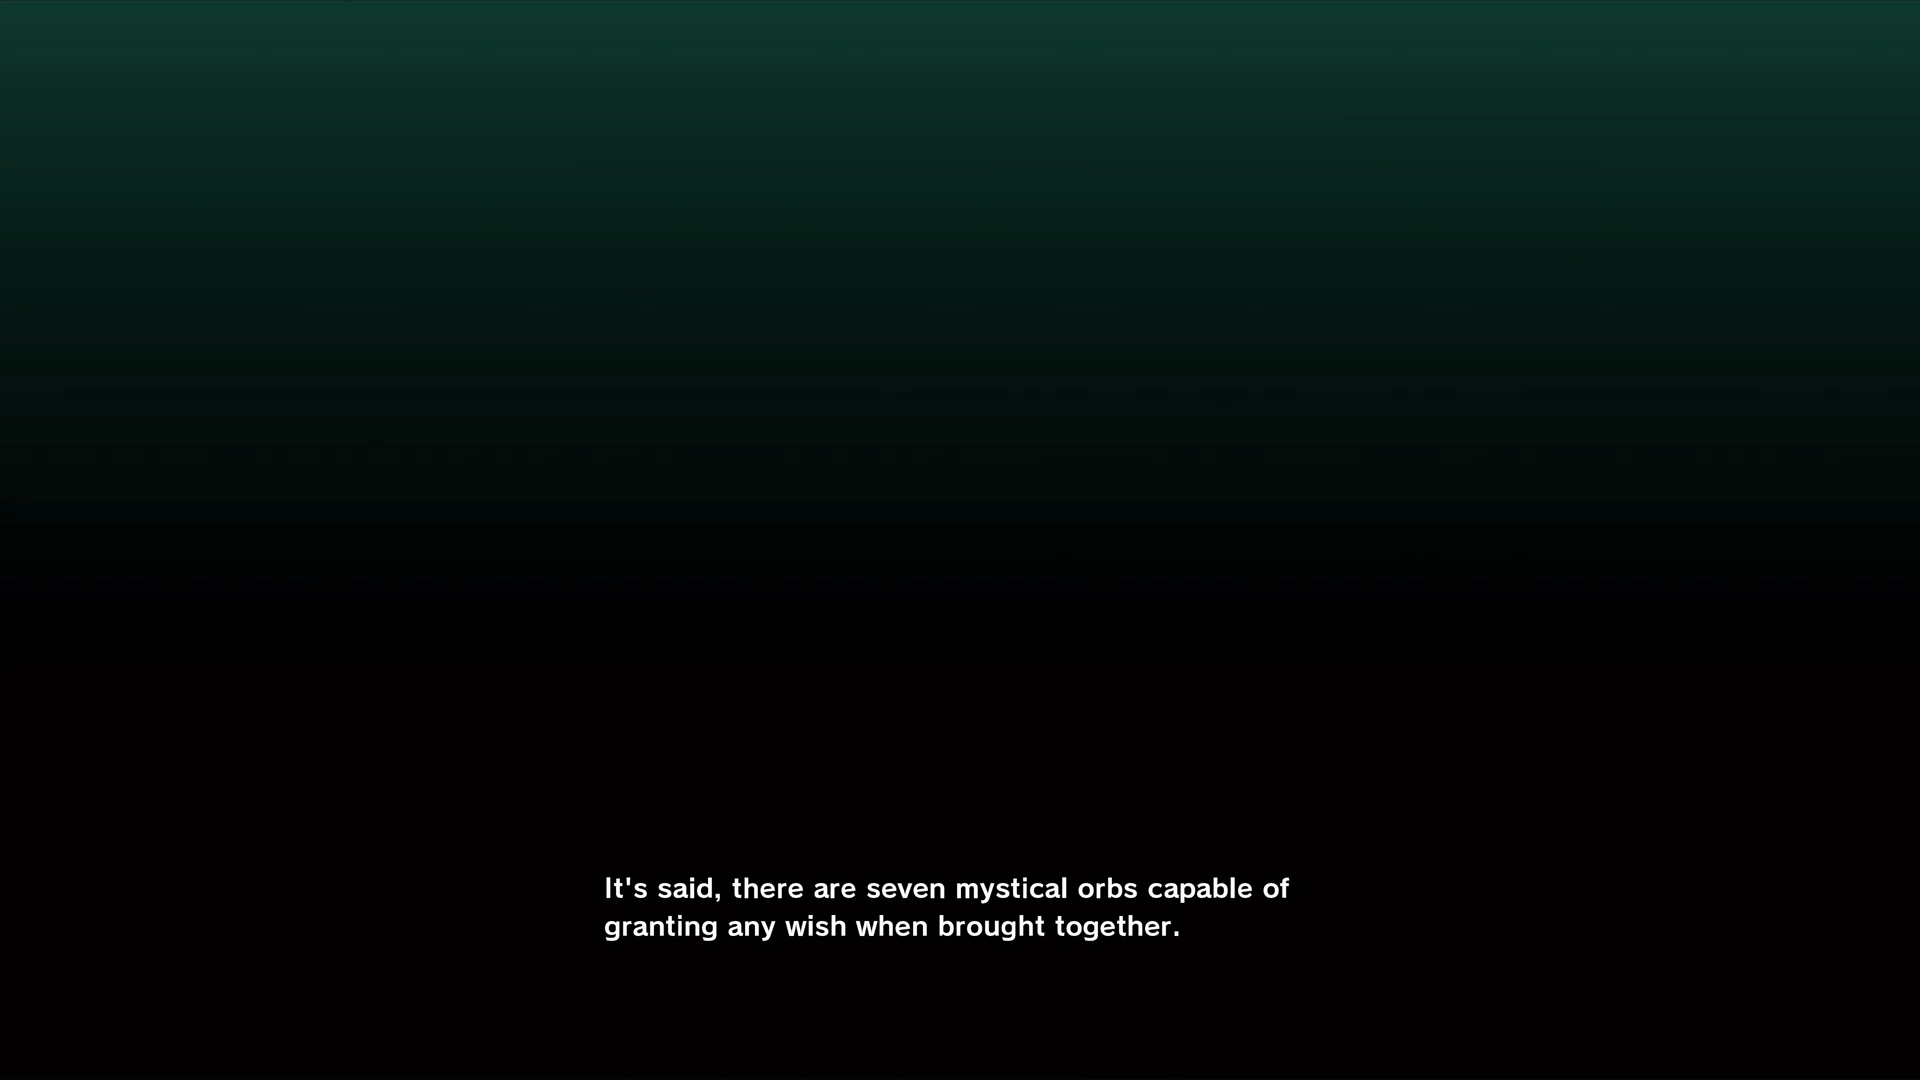 It's said, there are seven mystical orbs capable of
granting any wish when brought together.